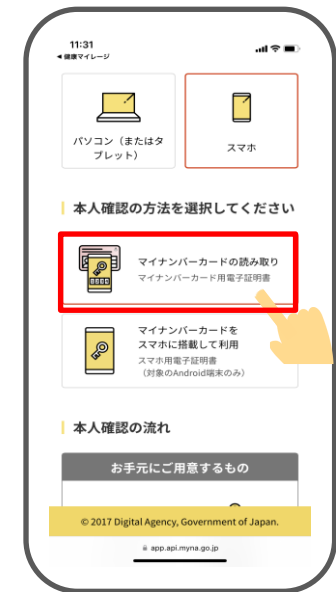 11:31
◀ 健康マイレージ
パソコン（またはタ
ブレット）
スマホ
本人確認の方法を選択してください
マイナンバーカードの読み取り
マイナンバーカード用電子証明書
マイナンバーカードを
スマホに搭載して利用
スマホ用電子証明書
（対象のAndroid端末のみ）
本人確認の流れ
お手元にご用意するもの
© 2017 Digital Agency, Government of Japan.
app.api.myna.go.jp